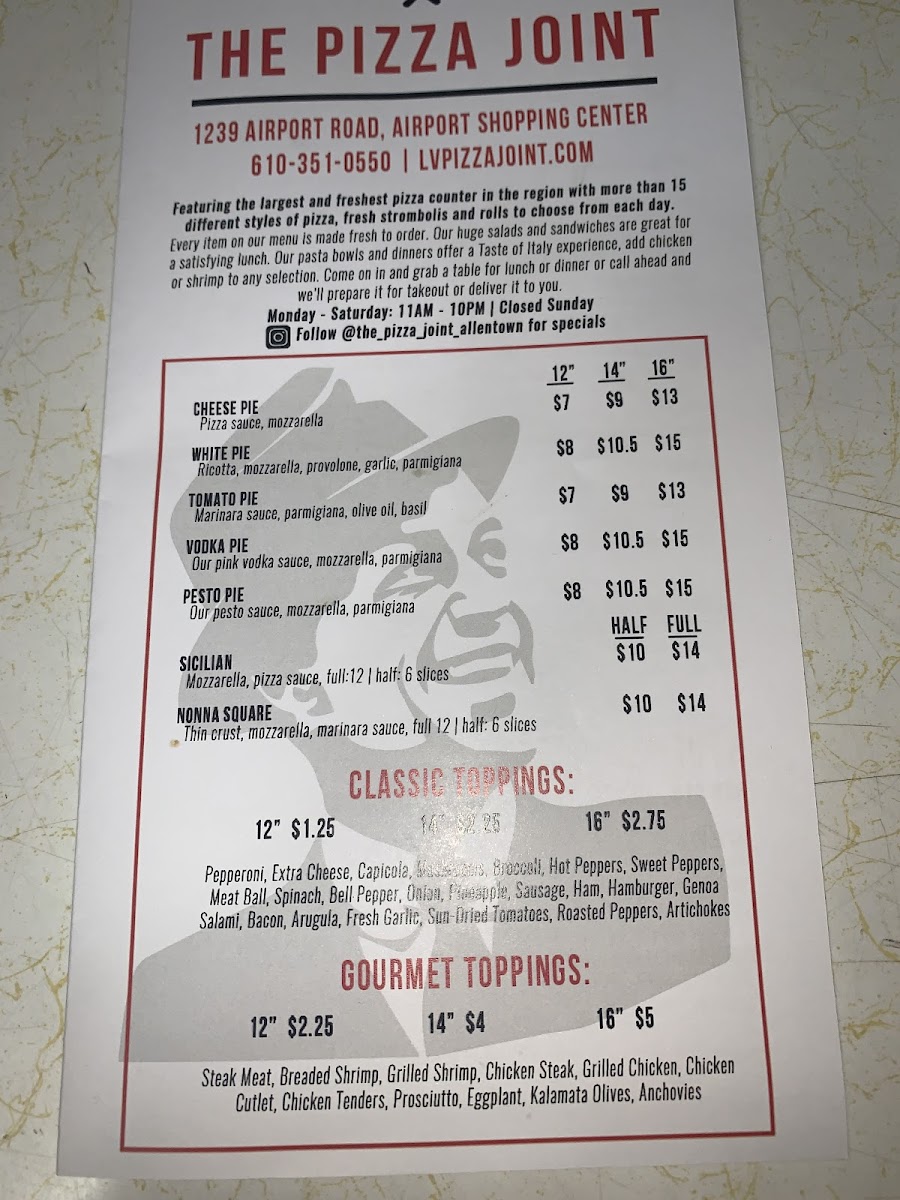 THE PIZZA JOINT
1239 AIRPORT ROAD, AIRPORT SHOPPING CENTER
610-351-0550 | LVPIZZAJOINT.COM
Featuring the largest and freshest pizza counter in the region with more than 15
different styles of pizza, fresh strombolis and rolls to choose from each day.
Every item on our menu is made fresh to order. Our huge salads and sandwiches are great for
a satisfying lunch. Our pasta bowls and dinners offer a Taste of Italy experience, add chicken
or shrimp to any selection. Come on in and grab a table for lunch or dinner or call ahead and
we'll prepare it for takeout or deliver it to you.
Monday - Saturday: 11AM - 10PM | Closed Sunday
Follow @the_pizza_joint_allentown for specials
12" 14" 16"
CHEESE PIE $7 $9 $13
Pizza sauce, mozzarella
WHITE PIE $8 $10.5 $15
Ricotta, mozzarella, provolone, garlic, parmigiana
TOMATO PIE $7 $9 $13
Marinara sauce, parmigiana, olive oil, basil
VODKA PIE $8 $10.5 $15
Our pink vodka sauce, mozzarella, parmigiana
PESTO PIE $8 $10.5 $15
Our pesto sauce, mozzarella, parmigiana
HALF FULL
SICILIAN $10 $14
Mozzarella, pizza sauce, full:12 | half: 6 slices
NONNA SQUARE $10 $14
Thin crust, mozzarella, marinara sauce, full 12 | half: 6 slices
CLASSIC TOPPINGS:
12" $1.25 14" $2.25 16" $2.75
Pepperoni, Extra Cheese, Capicola, Mushrooms, Broccoli, Hot Peppers, Sweet Peppers,
Meat Ball, Spinach, Bell Pepper, Onion, Pineapple, Sausage, Ham, Hamburger, Genoa
Salami, Bacon, Arugula, Fresh Garlic, Sun-Dried Tomatoes, Roasted Peppers, Artichokes
GOURMET TOPPINGS:
12" $2.25 14" $4 16" $5
Steak Meat, Breaded Shrimp, Grilled Shrimp, Chicken Steak, Grilled Chicken, Chicken
Cutlet, Chicken Tenders, Prosciutto, Eggplant, Kalamata Olives, Anchovies